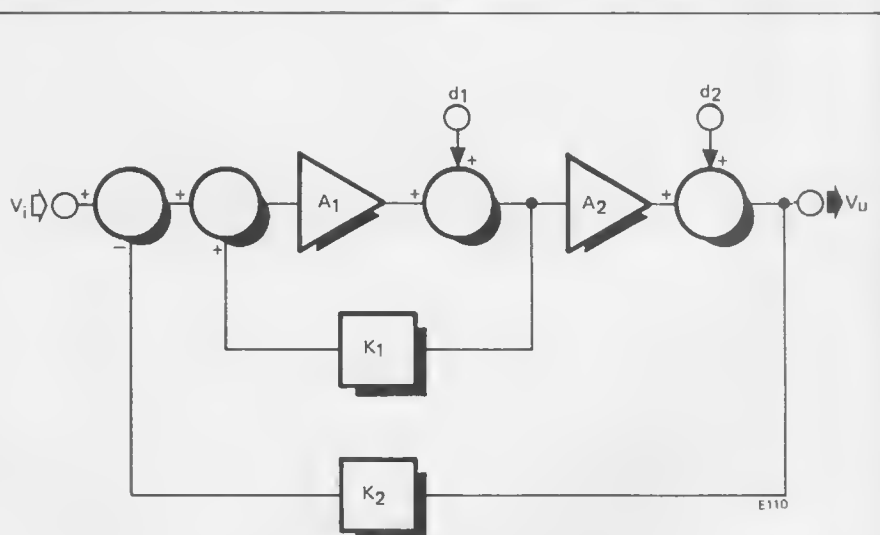 d1
d2
+
+
Vi
+
+
A1
+
A2
+
Vu
−
+
K1
K2
E110